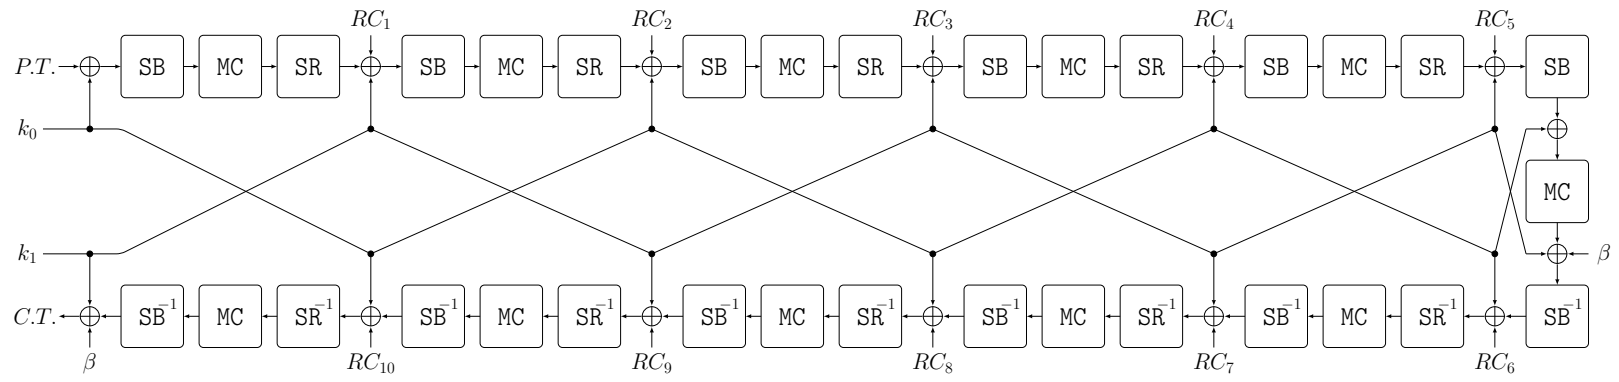 RC₁ RC₂ RC₃ RC₄ RC₅
P.T. SB MC SR SB MC SR SB MC SR SB MC SR SB MC SR SB
k₀
MC
k₁ β
C.T. SB⁻¹ MC SR⁻¹ SB⁻¹ MC SR⁻¹ SB⁻¹ MC SR⁻¹ SB⁻¹ MC SR⁻¹ SB⁻¹ MC SR⁻¹ SB⁻¹
β RC₁₀ RC₉ RC₈ RC₇ RC₆